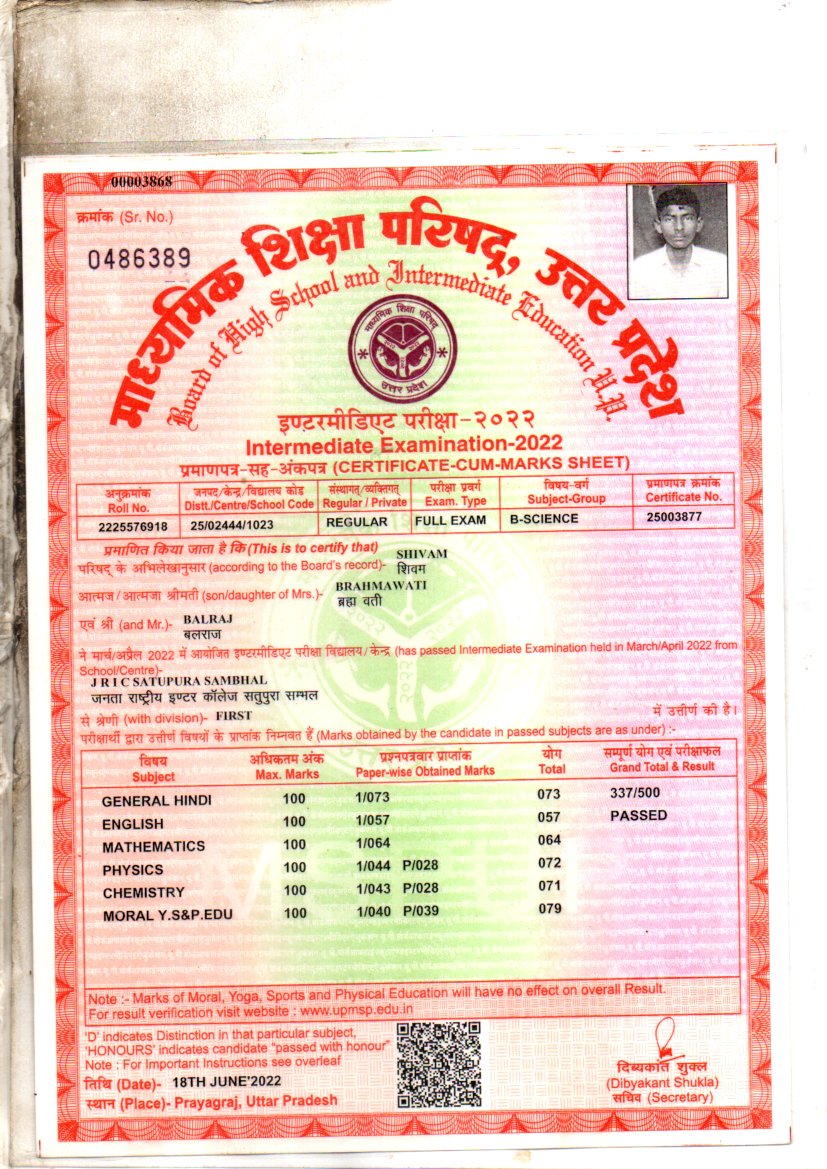 00003868
क्रमांक (Sr. No.)
0486389
माध्यमिक शिक्षा परिषद्, उत्तर प्रदेश
Board of High School and Intermediate Education U.P.
माध्यमिक शिक्षा परिषद्
उत्तर प्रदेश
इण्टरमीडिएट परीक्षा-२०२२
Intermediate Examination-2022
प्रमाणपत्र-सह-अंकपत्र (CERTIFICATE-CUM-MARKS SHEET)
अनुक्रमांक जनपद/केन्द्र/विद्यालय कोड संस्थागत/व्यक्तिगत परीक्षा प्रवर्ग विषय-वर्ग प्रमाणपत्र क्रमांक
Roll No. Distt./Centre/School Code Regular / Private Exam. Type Subject-Group Certificate No.
2225576918 25/02444/1023 REGULAR FULL EXAM B-SCIENCE 25003877
प्रमाणित किया जाता है कि (This is to certify that) SHIVAM
परिषद् के अभिलेखानुसार (according to the Board's record)- शिवम
आत्मज/आत्मजा श्रीमती (son/daughter of Mrs.)- BRAHMAWATI
ब्रह्मा वती
एवं श्री (and Mr.)- BALRAJ
बलराज
ने मार्च/अप्रैल 2022 में आयोजित इण्टरमीडिएट परीक्षा विद्यालय/केन्द्र (has passed Intermediate Examination held in March/April 2022 from
School/Centre)-
J R I C SATUPURA SAMBHAL
जनता राष्ट्रीय इण्टर कॉलेज सतुपुरा सम्भल
से श्रेणी (with division)- FIRST में उत्तीर्ण की है।
परीक्षार्थी द्वारा उत्तीर्ण विषयों के प्राप्तांक निम्नवत हैं (Marks obtained by the candidate in passed subjects are as under) :-
विषय अधिकतम अंक प्रश्नपत्रवार प्राप्तांक योग सम्पूर्ण योग एवं परीक्षाफल
Subject Max. Marks Paper-wise Obtained Marks Total Grand Total & Result
GENERAL HINDI 100 1/073 073 337/500
ENGLISH 100 1/057 057 PASSED
MATHEMATICS 100 1/064 064
PHYSICS 100 1/044 P/028 072
CHEMISTRY 100 1/043 P/028 071
MORAL Y.S&P.EDU 100 1/040 P/039 079
Note :- Marks of Moral, Yoga, Sports and Physical Education will have no effect on overall Result.
For result verification visit website : www.upmsp.edu.in
'D' indicates Distinction in that particular subject,
'HONOURS' indicates candidate "passed with honour"
Note : For Important Instructions see overleaf
तिथि (Date)- 18TH JUNE'2022
स्थान (Place)- Prayagraj, Uttar Pradesh
दिब्यकांत शुक्ल
(Dibyakant Shukla)
सचिव (Secretary)